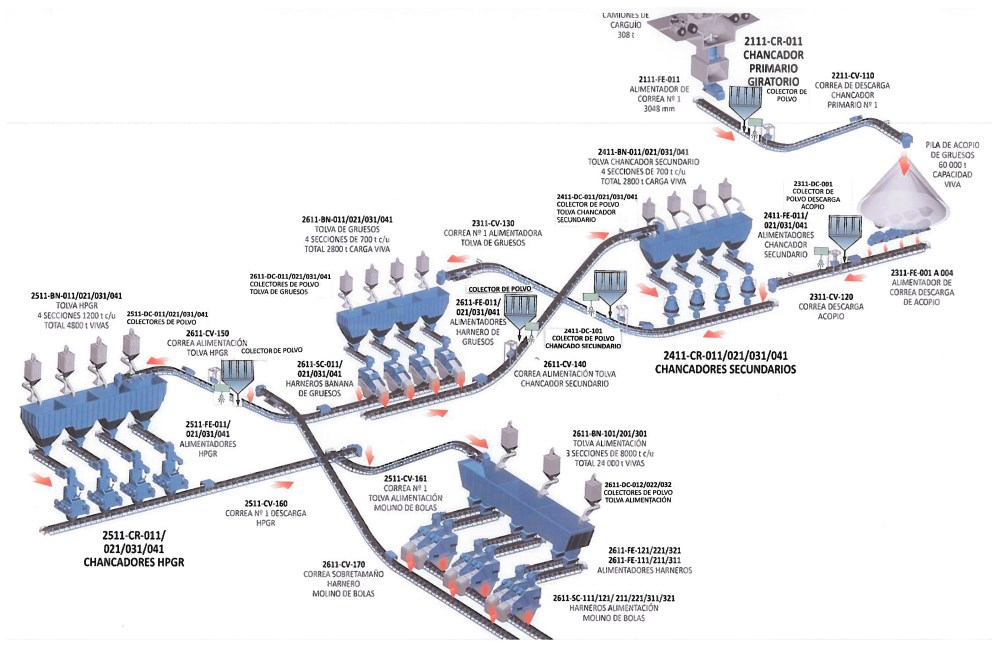 CAMIONES DE
CARGUÍO
308 t
2111-CR-011
CHANCADOR
PRIMARIO
GIRATORIO
2111-FE-011
ALIMENTADOR DE
CORREA Nº 1
3048 mm
COLECTOR DE
POLVO
2211-CV-110
CORREA DE DESCARGA
CHANCADOR
PRIMARIO Nº 1
PILA DE ACOPIO
DE GRUESOS
60 000 t
CAPACIDAD
VIVA
2411-BN-011/021/031/041
TOLVA CHANCADOR SECUNDARIO
4 SECCIONES DE 700 t c/u
TOTAL 2800 t CARGA VIVA
2411-DC-011/021/031/041
COLECTOR DE POLVO
TOLVA CHANCADOR
SECUNDARIO
2311-DC-001
COLECTOR DE
POLVO DESCARGA
ACOPIO
2411-FE-011/
021/031/041
ALIMENTADORES
CHANCADOR
SECUNDARIO
2311-FE-001 A 004
ALIMENTADOR DE
CORREA DESCARGA
DE ACOPIO
2311-CV-120
CORREA DESCARGA
ACOPIO
2611-BN-011/021/031/041
TOLVA DE GRUESOS
4 SECCIONES DE 700 t c/u
TOTAL 2800 t CARGA VIVA
2311-CV-130
CORREA Nº 1 ALIMENTADORA
TOLVA DE GRUESOS
2611-DC-011/021/031/041
COLECTORES DE POLVO
TOLVA DE GRUESOS
COLECTOR DE POLVO
2611-FE-011/
021/031/041
ALIMENTADORES
HARNERO DE
GRUESOS
2411-DC-101
COLECTOR DE POLVO
CHANCADO SECUNDARIO
2411-CR-011/021/031/041
CHANCADORES SECUNDARIOS
2611-CV-140
CORREA ALIMENTACIÓN TOLVA
CHANCADOR SECUNDARIO
2511-BN-011/021/031/041
TOLVA HPGR
4 SECCIONES 1200 t c/u
TOTAL 4800 t VIVAS
2511-DC-011/021/031/041
COLECTORES DE POLVO
2611-CV-150
CORREA ALIMENTACIÓN
TOLVA HPGR
COLECTOR DE POLVO
2611-SC-011/
021/031/041
HARNEROS BANANA
DE GRUESOS
2511-FE-011/
021/031/041
ALIMENTADORES
HPGR
2511-CV-160
CORREA Nº 1 DESCARGA
HPGR
2511-CR-011/
021/031/041
CHANCADORES HPGR
2511-CV-161
CORREA Nº 1
TOLVA ALIMENTACIÓN
MOLINO DE BOLAS
2611-BN-101/201/301
TOLVA ALIMENTACIÓN
3 SECCIONES DE 8000 t c/u
TOTAL 24 000 t VIVAS
2611-DC-012/022/032
COLECTORES DE POLVO
TOLVA ALIMENTACIÓN
2611-CV-170
CORREA SOBRETAMAÑO
HARNERO
MOLINO DE BOLAS
2611-FE-121/221/321
2611-FE-111/211/311
ALIMENTADORES HARNEROS
2611-SC-111/121/ 211/221/311/321
HARNEROS ALIMENTACIÓN
MOLINO DE BOLAS